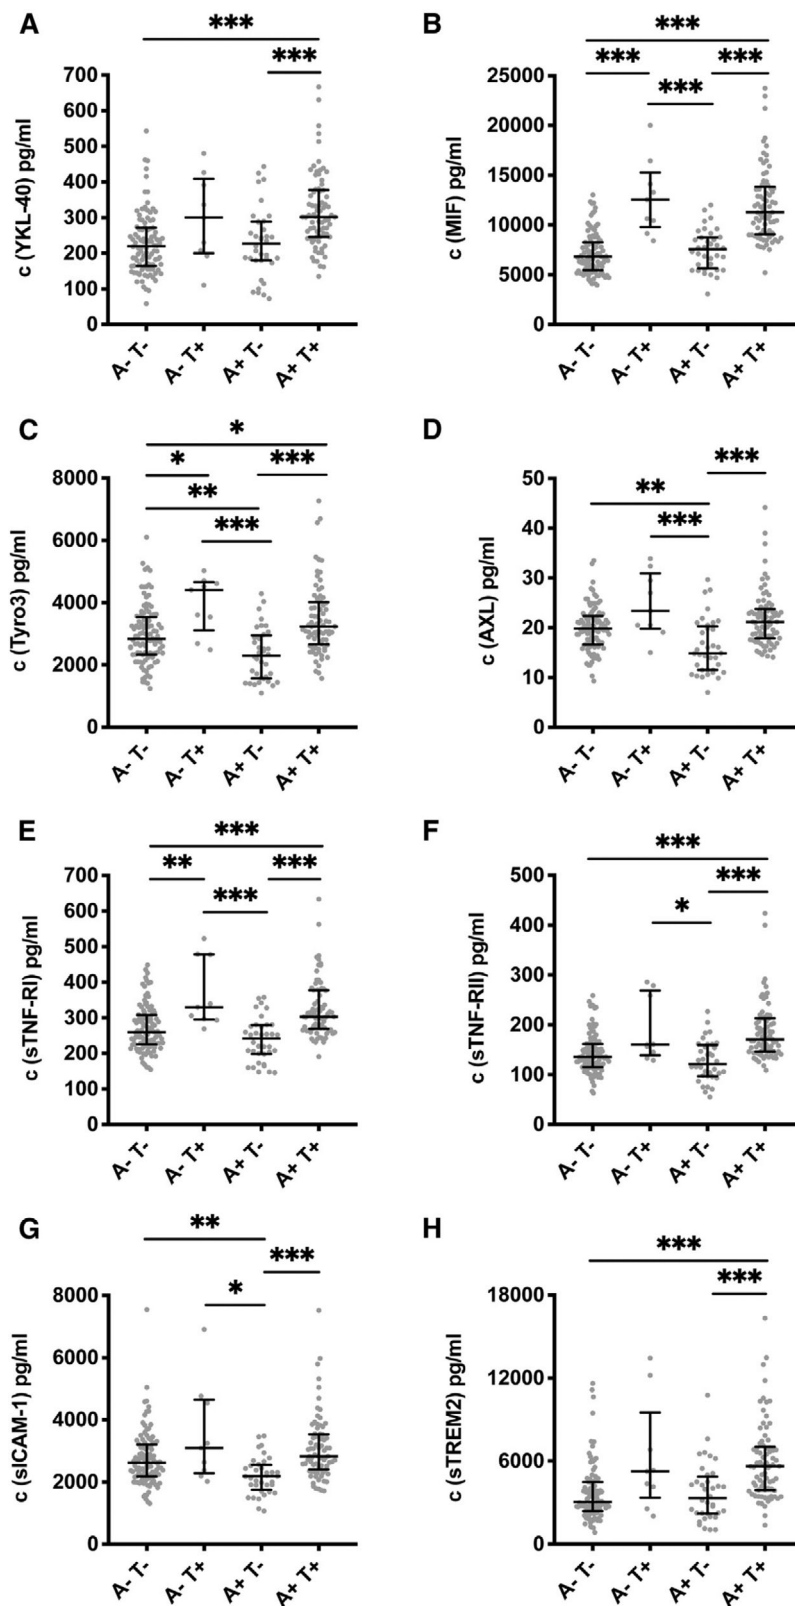 A
B
***
***
***
***
***
***
c (YKL-40) pg/ml
700
600
500
400
300
200
100
0
A- T-
A- T+
A+ T-
A+ T+
c (MIF) pg/ml
25000
20000
15000
10000
5000
0
A- T-
A- T+
A+ T-
A+ T+
C
D
*
*
***
**
***
c (Tyro3) pg/ml
8000
6000
4000
2000
0
A- T-
A- T+
A+ T-
A+ T+
***
**
***
c (AXL) pg/ml
50
40
30
20
10
0
A- T-
A- T+
A+ T-
A+ T+
E
F
***
**
***
***
c (sTNF-RI) pg/ml
700
600
500
400
300
200
100
0
A- T-
A- T+
A+ T-
A+ T+
***
***
*
c (sTNF-RII) pg/ml
500
400
300
200
100
0
A- T-
A- T+
A+ T-
A+ T+
G
H
**
***
*
c (sICAM-1) pg/ml
8000
6000
4000
2000
0
A- T-
A- T+
A+ T-
A+ T+
***
***
c (sTREM2) pg/ml
18000
12000
6000
0
A- T-
A- T+
A+ T-
A+ T+